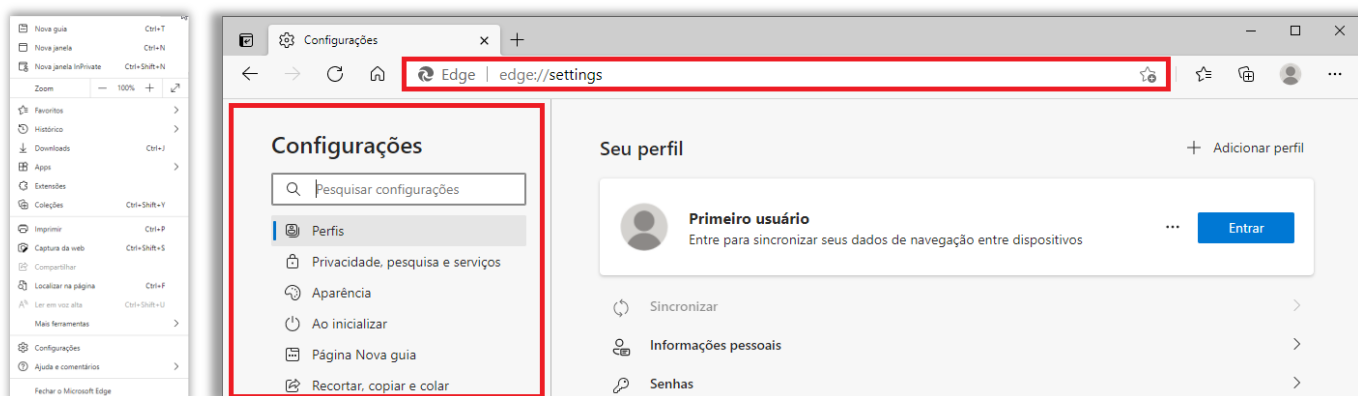 Nova guia Ctrl+T
Nova janela Ctrl+N
Nova janela InPrivate Ctrl+Shift+N
Zoom — 100% +
Favoritos
Histórico
Downloads Ctrl+J
Apps
Extensões
Coleções Ctrl+Shift+Y
Imprimir Ctrl+P
Captura da web Ctrl+Shift+S
Compartilhar
Localizar na página Ctrl+F
Ler em voz alta Ctrl+Shift+U
Mais ferramentas
Configurações
Ajuda e comentários
Fechar o Microsoft Edge
Configurações
Edge | edge://settings
Configurações
Pesquisar configurações
Perfis
Privacidade, pesquisa e serviços
Aparência
Ao inicializar
Página Nova guia
Recortar, copiar e colar
Seu perfil
Adicionar perfil
Primeiro usuário
Entre para sincronizar seus dados de navegação entre dispositivos
Entrar
Sincronizar
Informações pessoais
Senhas